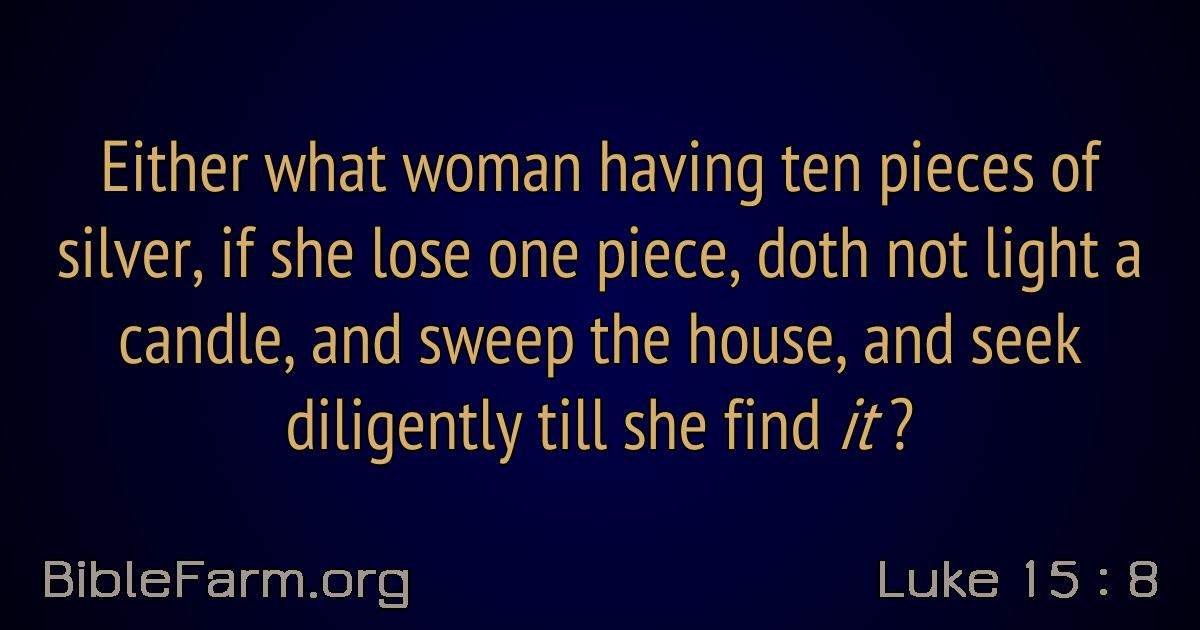 Either what woman having ten pieces of
silver, if she lose one piece, doth not light a
candle, and sweep the house, and seek
diligently till she find it ?
BibleFarm.org
Luke 15 : 8